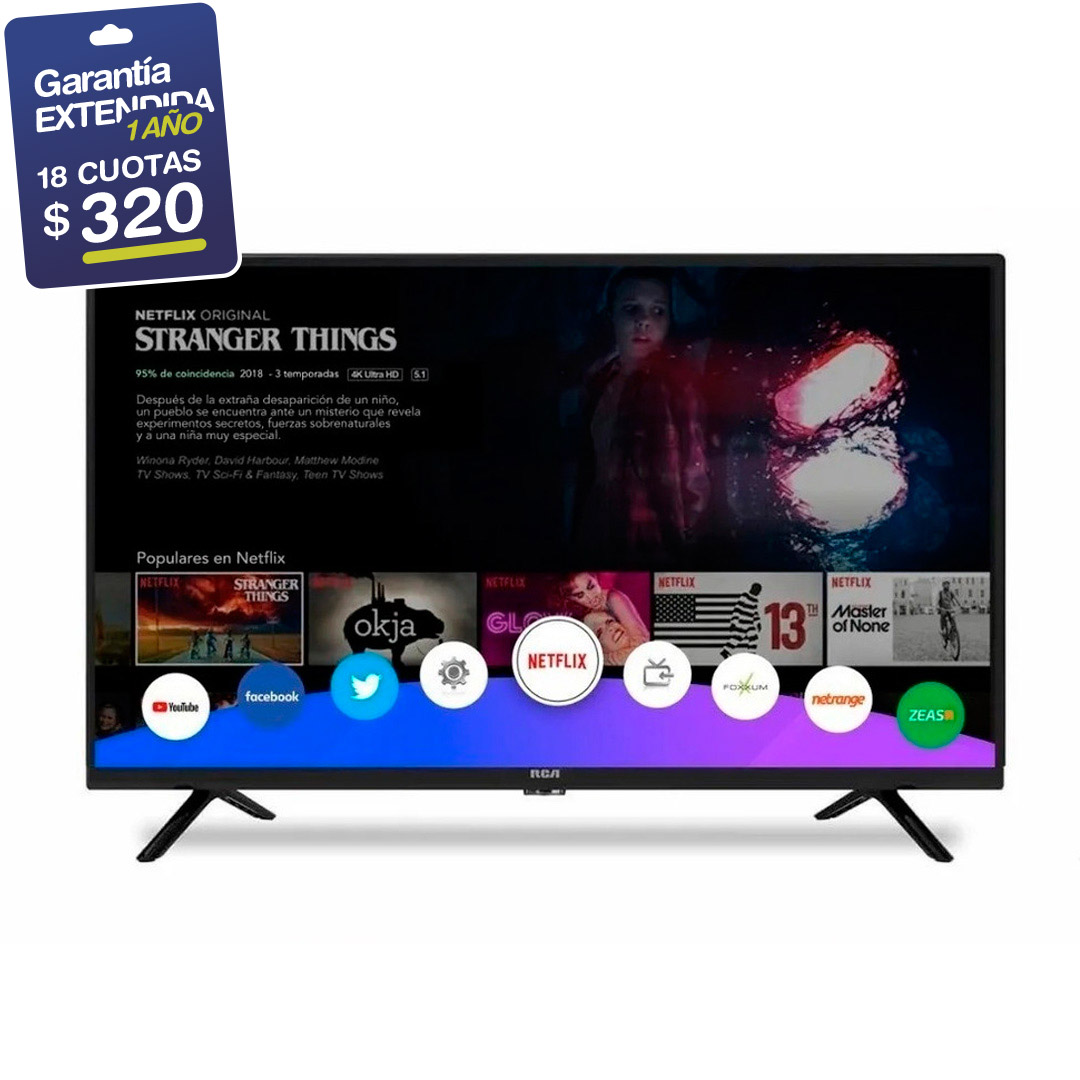 Garantía
EXTENDIDA
1 AÑO
18 CUOTAS
$ 320
NETFLIX ORIGINAL
STRANGER THINGS
95% de coincidencia 2018 - 3 temporadas 4K Ultra HD 5.1
Después de la extraña desaparición de un niño,
un pueblo se encuentra ante un misterio que revela
experimentos secretos, fuerzas sobrenaturales
y a una niña muy especial.
Winona Ryder, David Harbour, Matthew Modine
TV Shows, TV Sci-Fi & Fantasy, Teen TV Shows
Populares en Netflix
NETFLIX
STRANGER
THINGS
okja
NETFLIX
NETFLIX
13TH
NETFLIX
Master
of None
YouTube
facebook
NETFLIX
FOXXUM
netrange
ZEASN
RCA